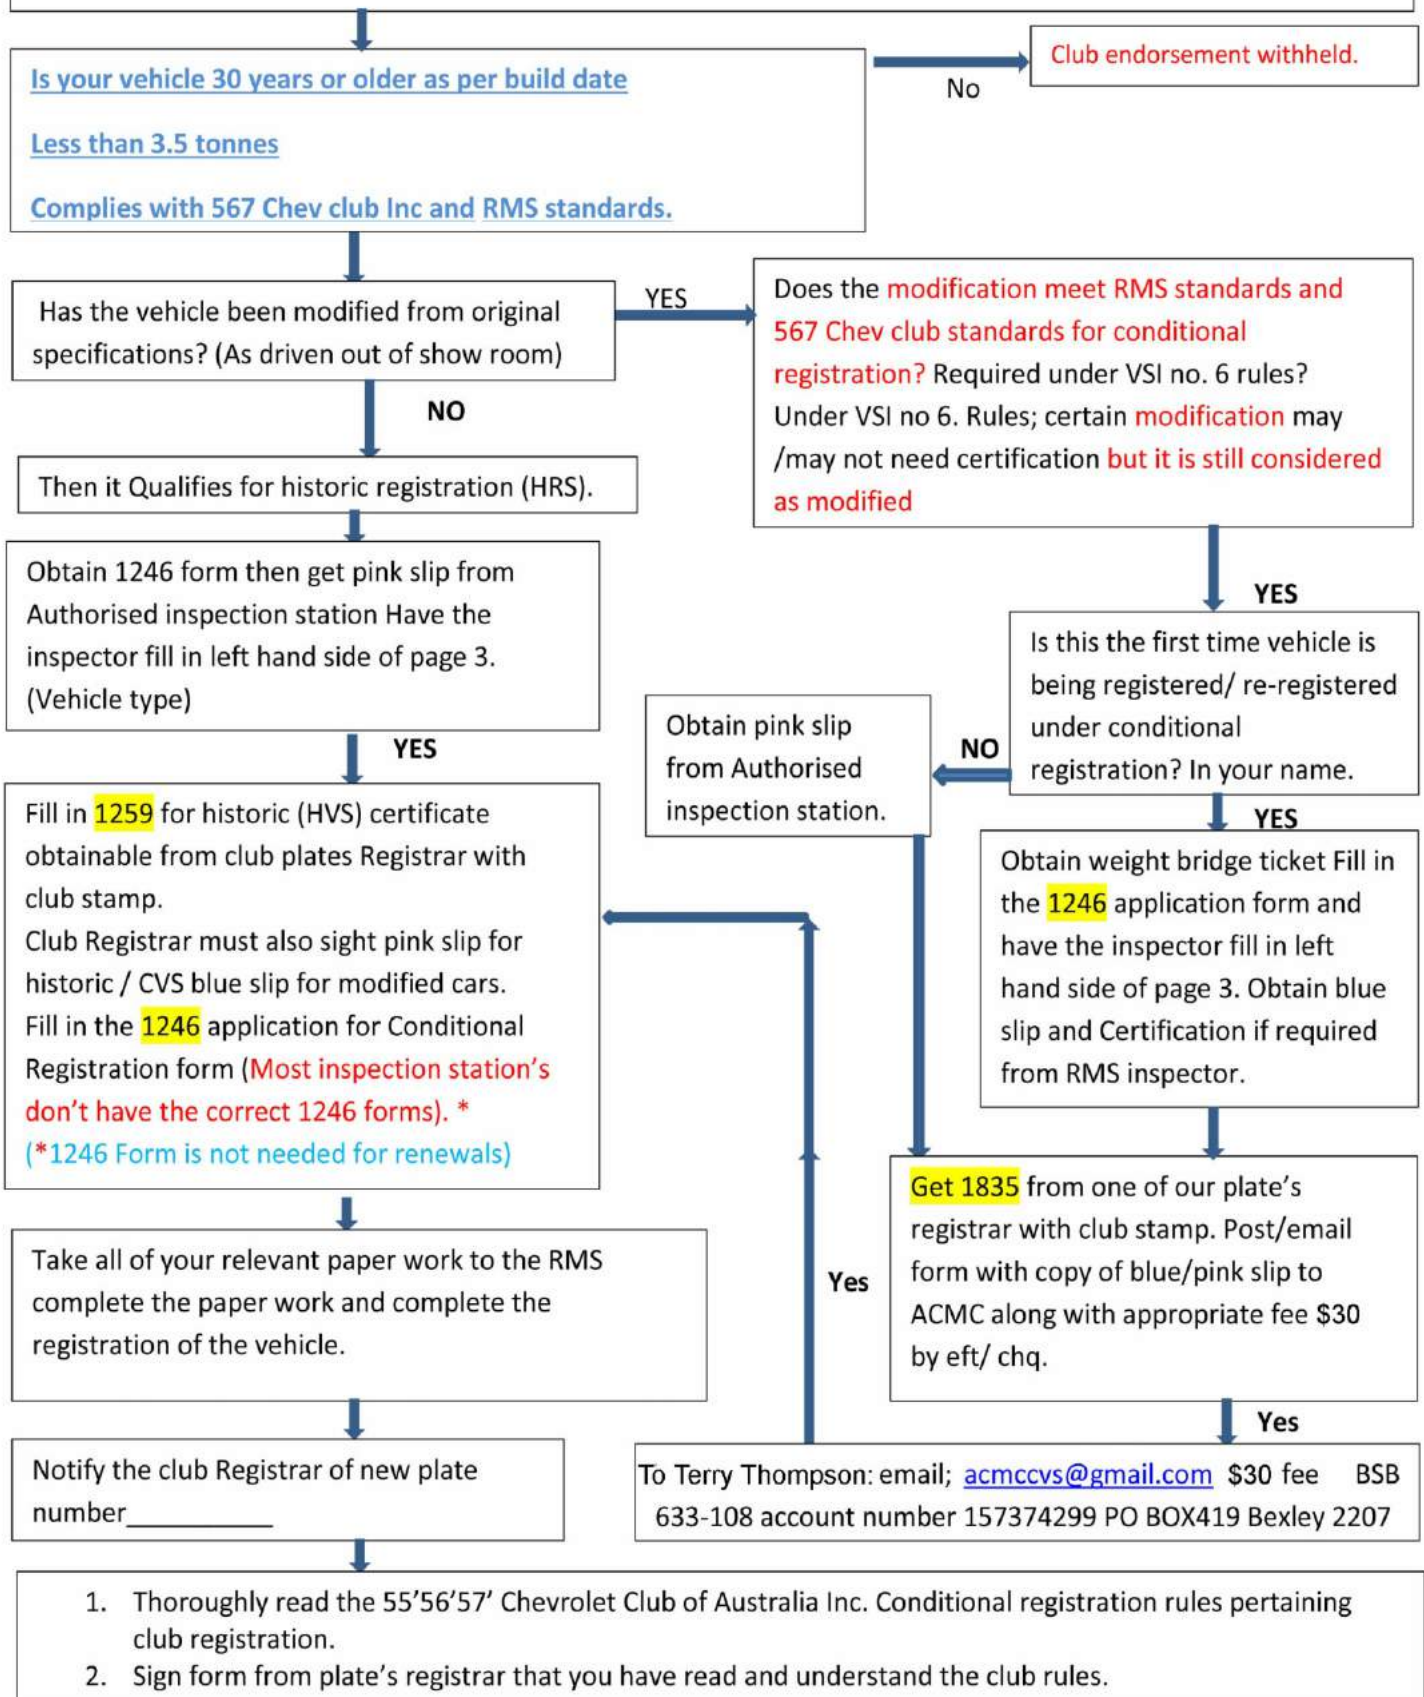 Is your vehicle 30 years or older as per build date
Less than 3.5 tonnes
Complies with 567 Chev club Inc and RMS standards.
No
Club endorsement withheld.
Has the vehicle been modified from original
specifications? (As driven out of show room)
YES
Does the modification meet RMS standards and
567 Chev club standards for conditional
registration? Required under VSI no. 6 rules?
Under VSI no 6. Rules; certain modification may
/may not need certification but it is still considered
as modified
NO
Then it Qualifies for historic registration (HRS).
Obtain 1246 form then get pink slip from
Authorised inspection station Have the
inspector fill in left hand side of page 3.
(Vehicle type)
YES
YES
Is this the first time vehicle is
being registered/ re-registered
under conditional
registration? In your name.
NO
Obtain pink slip
from Authorised
inspection station.
YES
Obtain weight bridge ticket Fill in
the 1246 application form and
have the inspector fill in left
hand side of page 3. Obtain blue
slip and Certification if required
from RMS inspector.
Fill in 1259 for historic (HVS) certificate
obtainable from club plates Registrar with
club stamp.
Club Registrar must also sight pink slip for
historic / CVS blue slip for modified cars.
Fill in the 1246 application for Conditional
Registration form (Most inspection station's
don't have the correct 1246 forms). *
(*1246 Form is not needed for renewals)
Get 1835 from one of our plate's
registrar with club stamp. Post/email
form with copy of blue/pink slip to
ACMC along with appropriate fee $30
by eft/ chq.
Yes
Take all of your relevant paper work to the RMS
complete the paper work and complete the
registration of the vehicle.
Yes
To Terry Thompson: email; acmccvs@gmail.com $30 fee BSB
633-108 account number 157374299 PO BOX419 Bexley 2207
Notify the club Registrar of new plate
number__________
1. Thoroughly read the 55'56'57' Chevrolet Club of Australia Inc. Conditional registration rules pertaining
club registration.
2. Sign form from plate's registrar that you have read and understand the club rules.